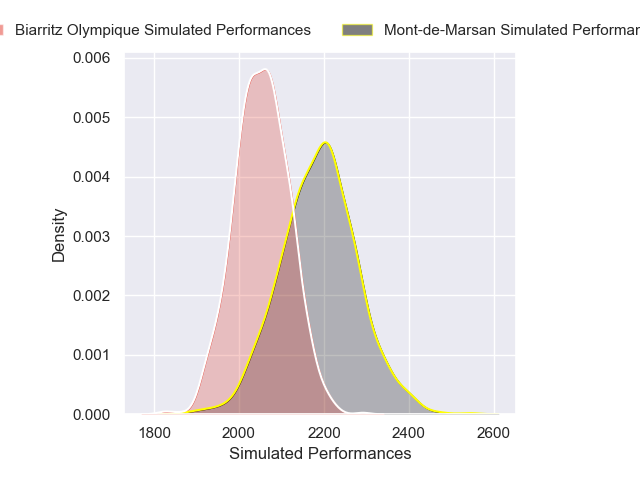 Biarritz Olympique Simulated Performances
Mont-de-Marsan Simulated
0.006
0.005
0.004
0.003
0.002
0.001
0.000
Density
1800 2000 2200 2400 2600
Simulated Performances